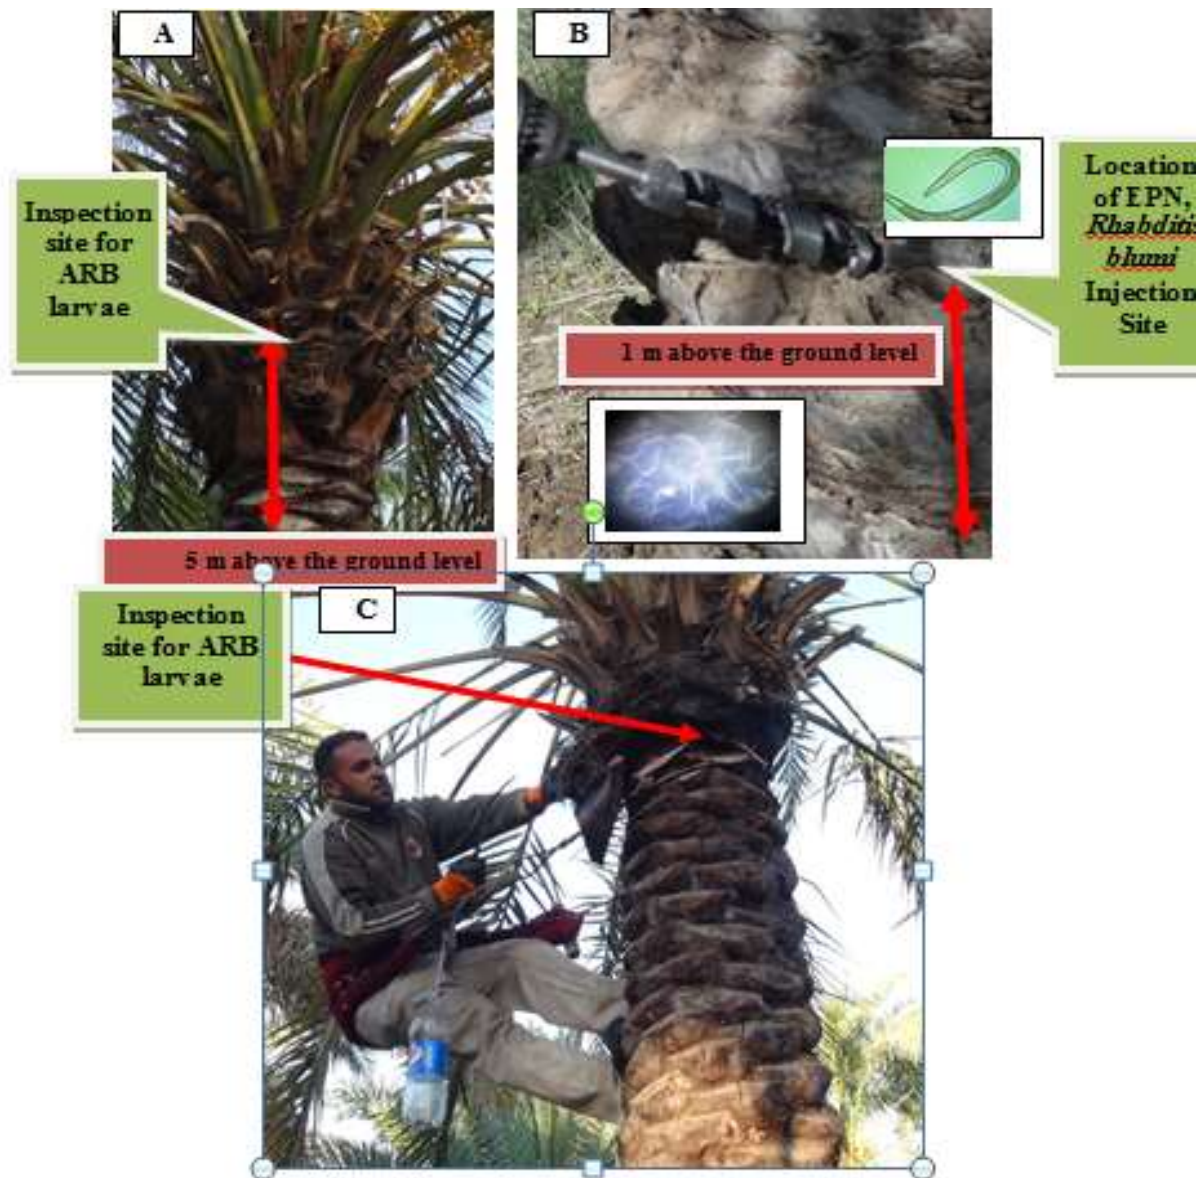 A
Inspection
site for
ARB
larvae
5 m above the ground level
B
Location
of EPN,
Rhabditis
blumi
Injection
Site
1 m above the ground level
C
Inspection
site for ARB
larvae